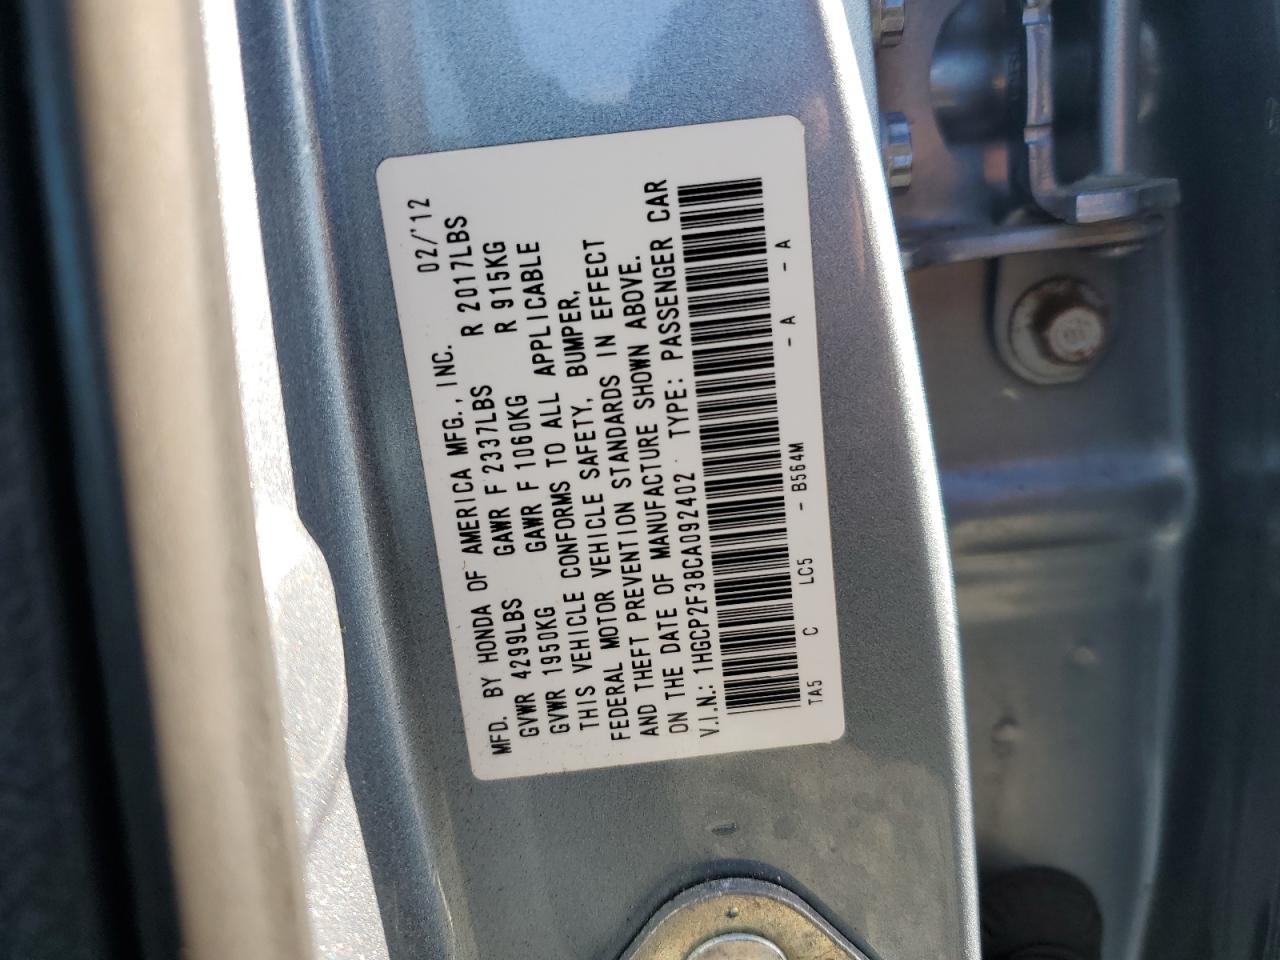 MFD. BY HONDA OF AMERICA MFG., INC. 02/'12
GVWR 4299LBS GAWR F 2337LBS R 2017LBS
GVWR 1950KG GAWR F 1060KG R 915KG
THIS VEHICLE CONFORMS TO ALL APPLICABLE
FEDERAL MOTOR VEHICLE SAFETY, BUMPER,
AND THEFT PREVENTION STANDARDS IN EFFECT
ON THE DATE OF MANUFACTURE SHOWN ABOVE.
V.I.N.: 1HGCP2F38CA092402 TYPE: PASSENGER CAR
TA5 C LC5 - B564M - A - A